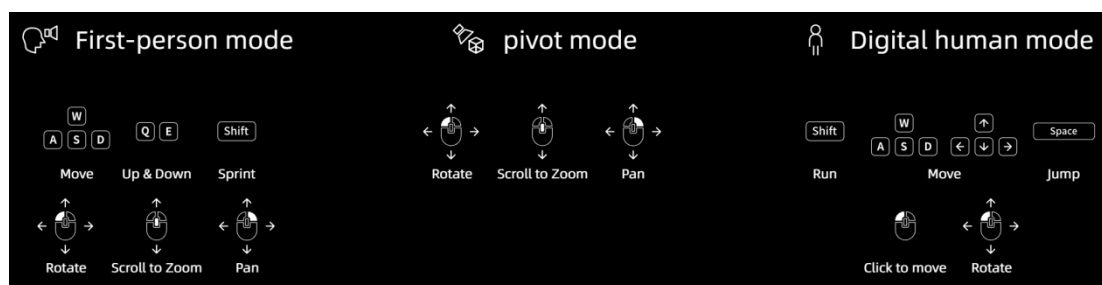 First-person mode
W
A S D
Move
Q E
Up & Down
Shift
Sprint
Rotate
Scroll to Zoom
Pan
pivot mode
Rotate
Scroll to Zoom
Pan
Digital human mode
Shift
Run
W
A S D
Move
Space
Jump
Click to move
Rotate